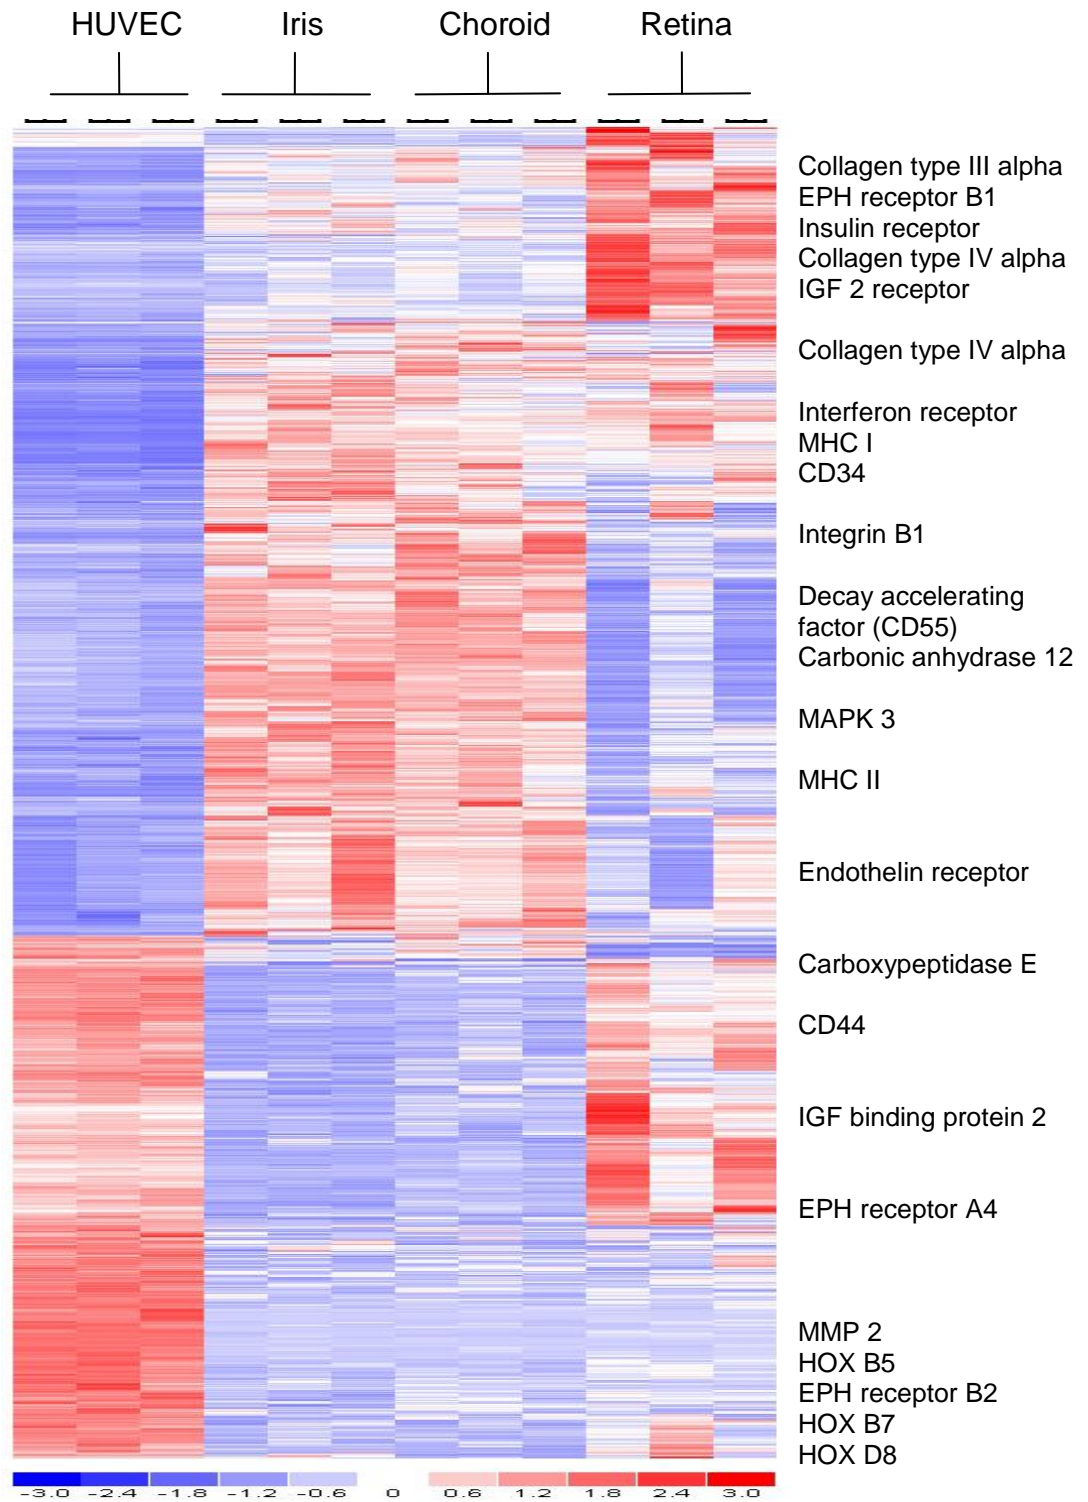 HUVEC Iris Choroid Retina
Collagen type III alpha
EPH receptor B1
Insulin receptor
Collagen type IV alpha
IGF 2 receptor
Collagen type IV alpha
Interferon receptor
MHC I
CD34
Integrin B1
Decay accelerating
factor (CD55)
Carbonic anhydrase 12
MAPK 3
MHC II
Endothelin receptor
Carboxypeptidase E
CD44
IGF binding protein 2
EPH receptor A4
MMP 2
HOX B5
EPH receptor B2
HOX B7
HOX D8
-3.0 -2.4 -1.8 -1.2 -0.6 0 0.6 1.2 1.8 2.4 3.0